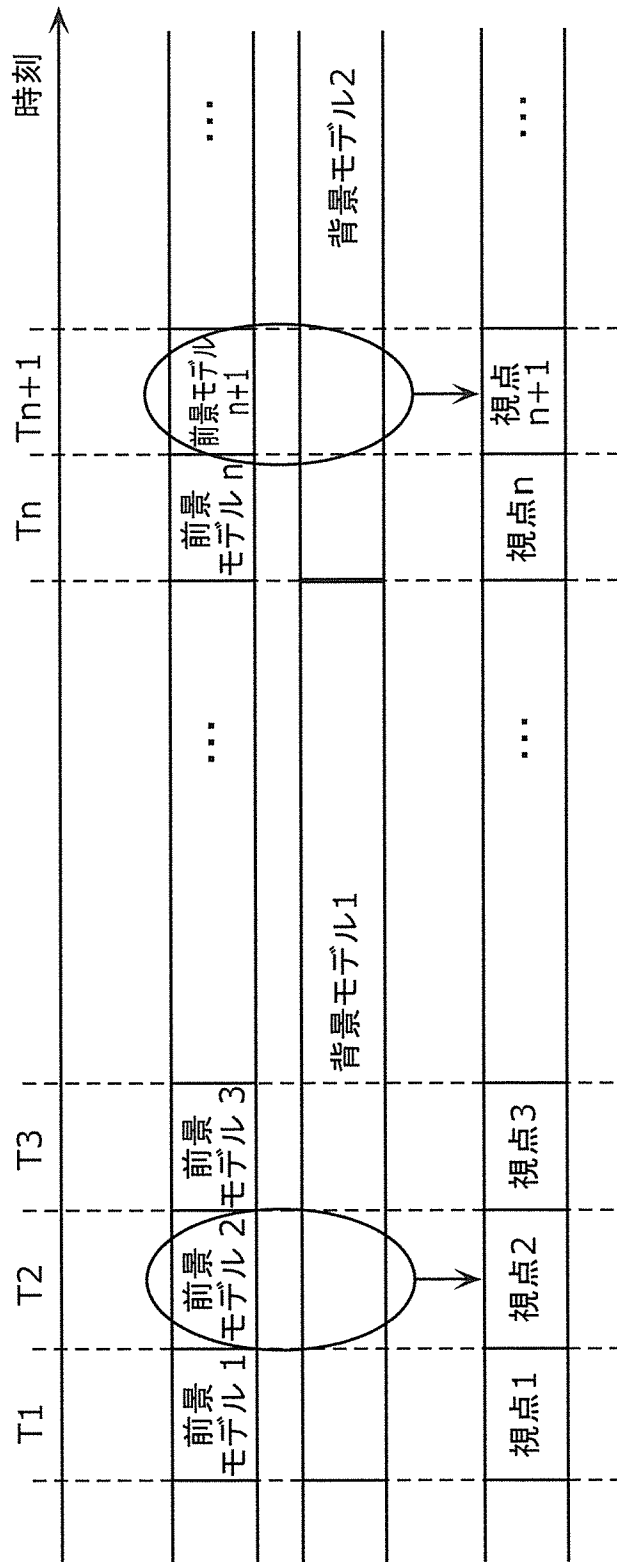 T1
T2
T3
Tn
Tn+1
時刻
前景
モデル1
前景
モデル2
前景
モデル3
...
前景
モデルn
前景モデル
n+1
...
背景モデル1
背景モデル2
視点1
視点2
視点3
...
視点n
視点
n+1
...